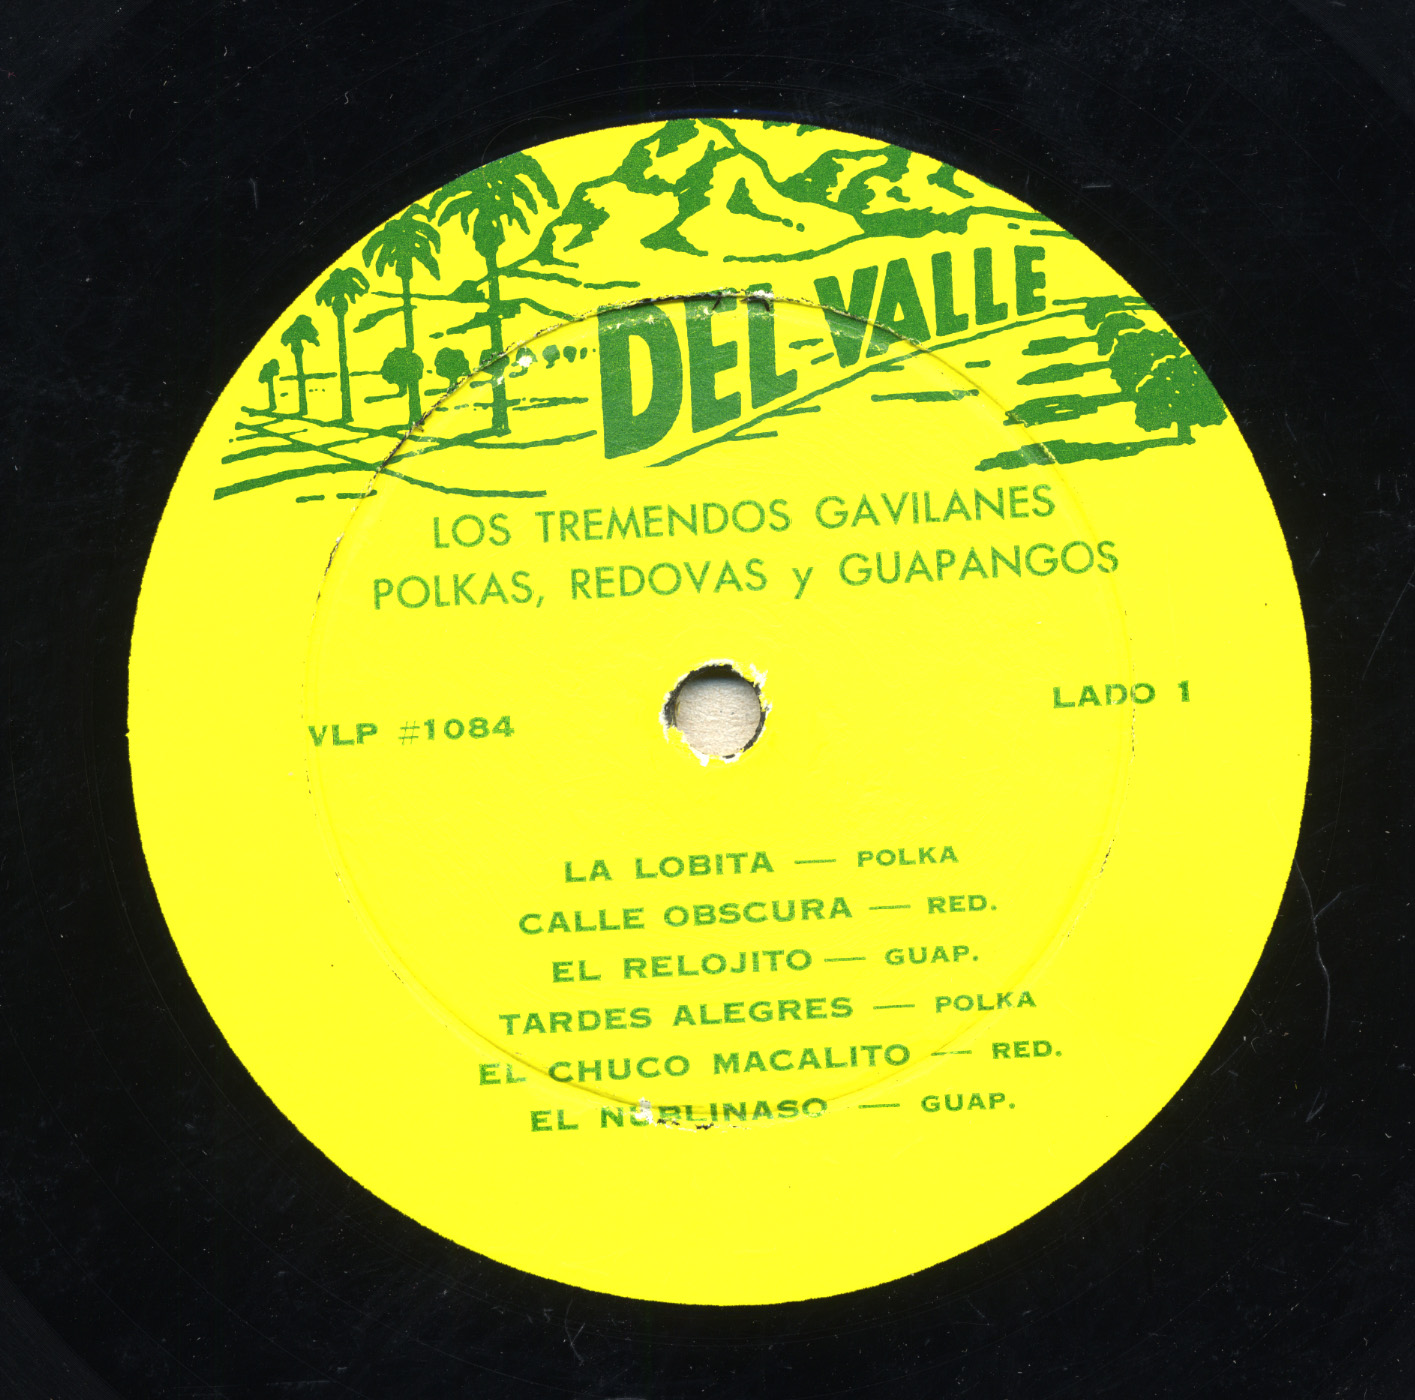 DEL VALLE
LOS TREMENDOS GAVILANES
POLKAS, REDOVAS y GUAPANGOS
VLP #1084
LADO 1
LA LOBITA — POLKA
CALLE OBSCURA — RED.
EL RELOJITO — GUAP.
TARDES ALEGRES — POLKA
EL CHUCO MACALITO — RED.
EL NUBLINASO — GUAP.